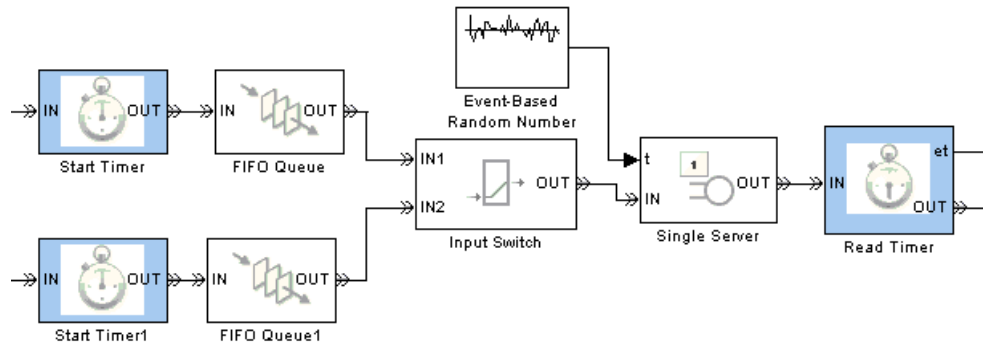 Event-Based
Random Number
IN
OUT
Start Timer
IN
OUT
FIFO Queue
IN1
IN2
OUT
Input Switch
t
IN
1
OUT
Single Server
IN
et
OUT
Read Timer
IN
OUT
Start Timer1
IN
OUT
FIFO Queue1